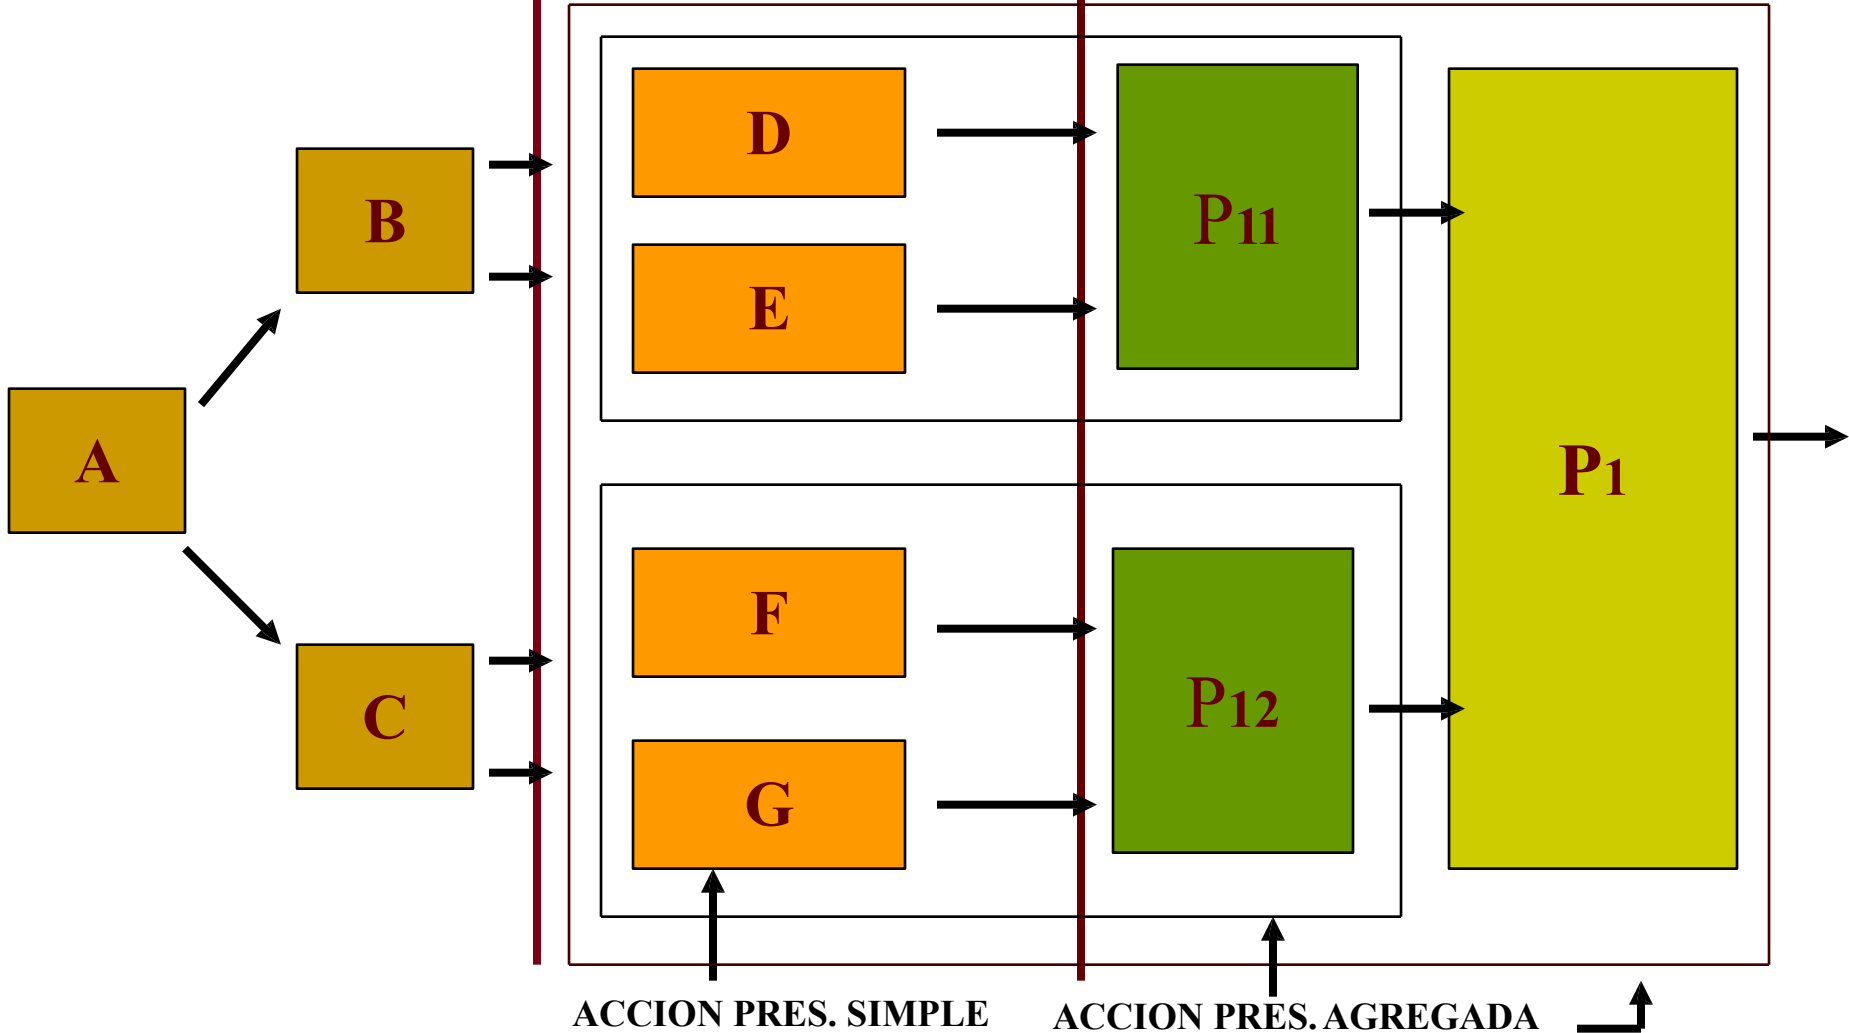 D
B
P11
E
A
P1
F
C
P12
G
ACCION PRES. SIMPLE
ACCION PRES. AGREGADA